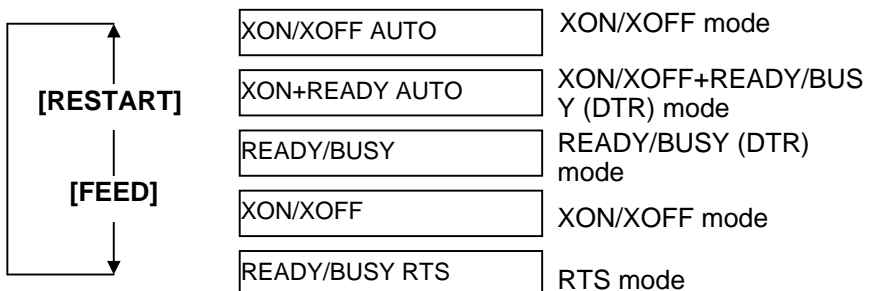 XON/XOFF AUTO
XON/XOFF mode
[RESTART]
XON+READY AUTO
XON/XOFF+READY/BUS
Y (DTR) mode
READY/BUSY
READY/BUSY (DTR)
mode
[FEED]
XON/XOFF
XON/XOFF mode
READY/BUSY RTS
RTS mode